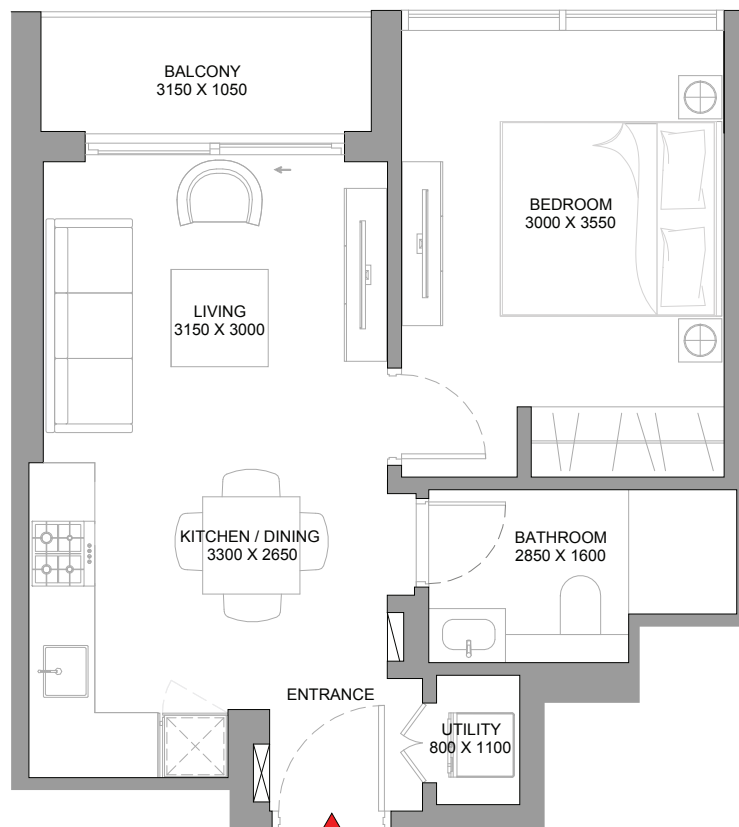 BALCONY
3150 X 1050
BEDROOM
3000 X 3550
LIVING
3150 X 3000
KITCHEN / DINING
3300 X 2650
BATHROOM
2850 X 1600
ENTRANCE
UTILITY
800 X 1100